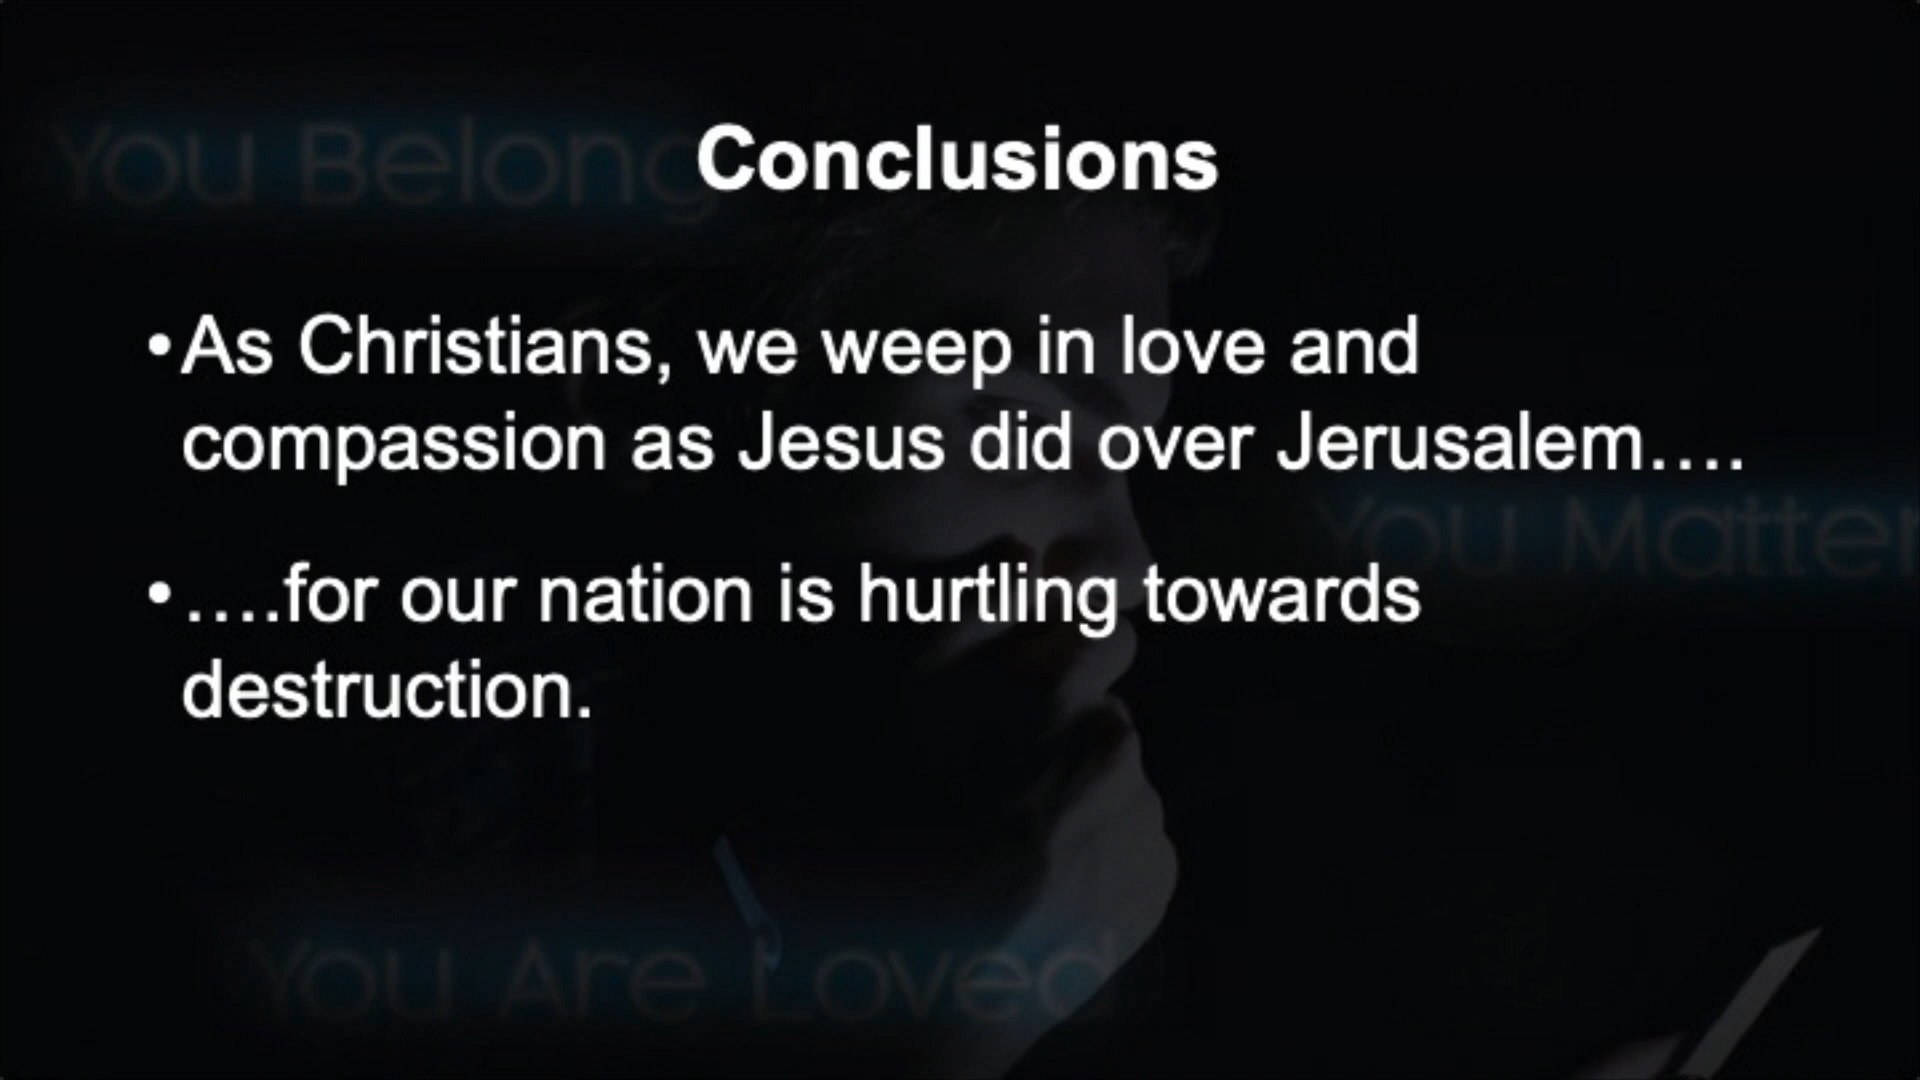 You Belong
Conclusions
•As Christians, we weep in love and
compassion as Jesus did over Jerusalem….
You Matter
•….for our nation is hurtling towards
destruction.
You Are Loved